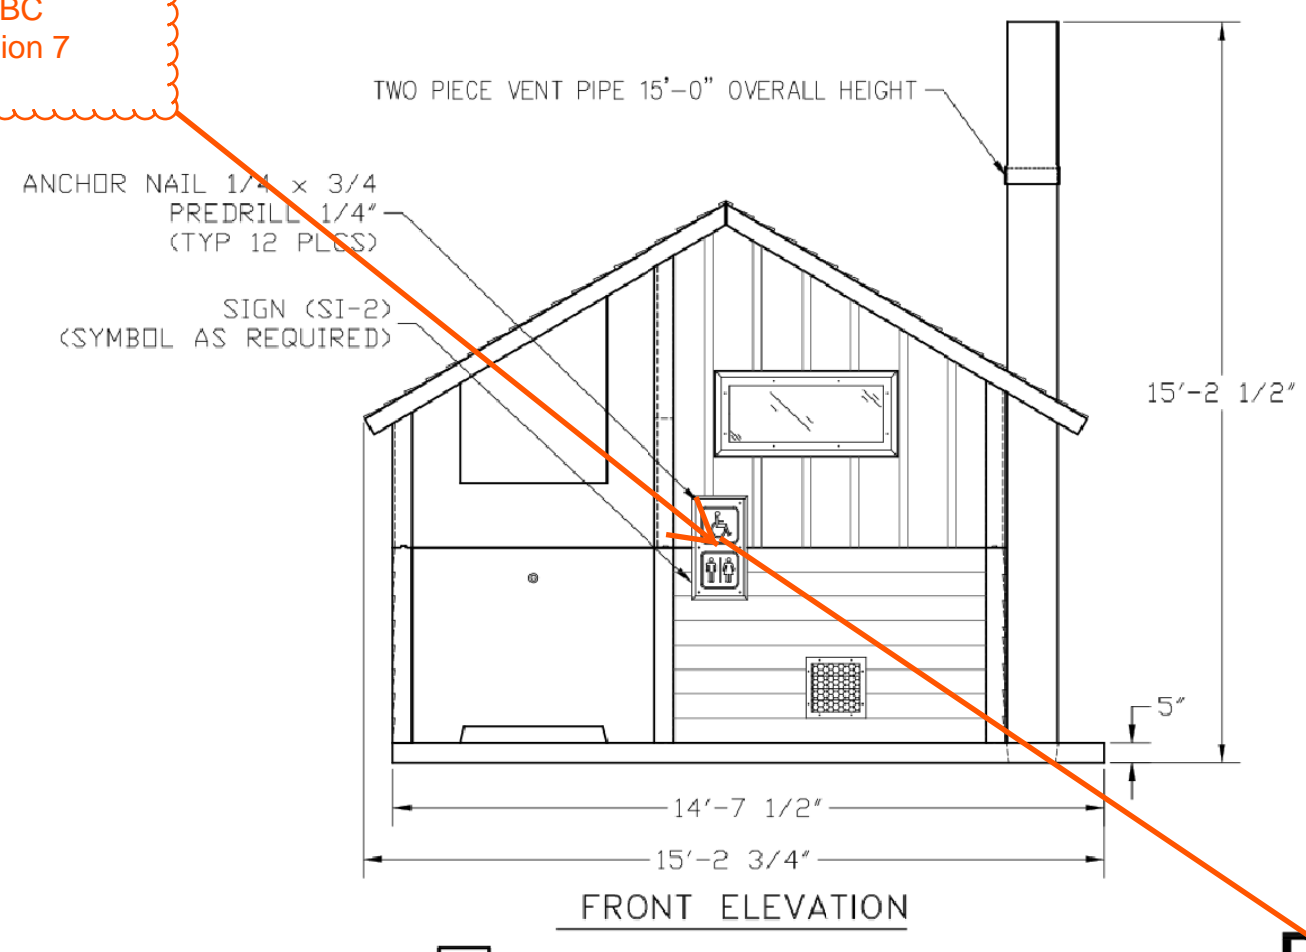 BC
ion 7
TWO PIECE VENT PIPE 15'-0" OVERALL HEIGHT
ANCHOR NAIL 1/4 x 3/4
PREDRILL 1/4"
(TYP 12 PLCS)
SIGN (SI-2)
(SYMBOL AS REQUIRED)
15'-2 1/2"
5"
14'-7 1/2"
15'-2 3/4"
FRONT ELEVATION